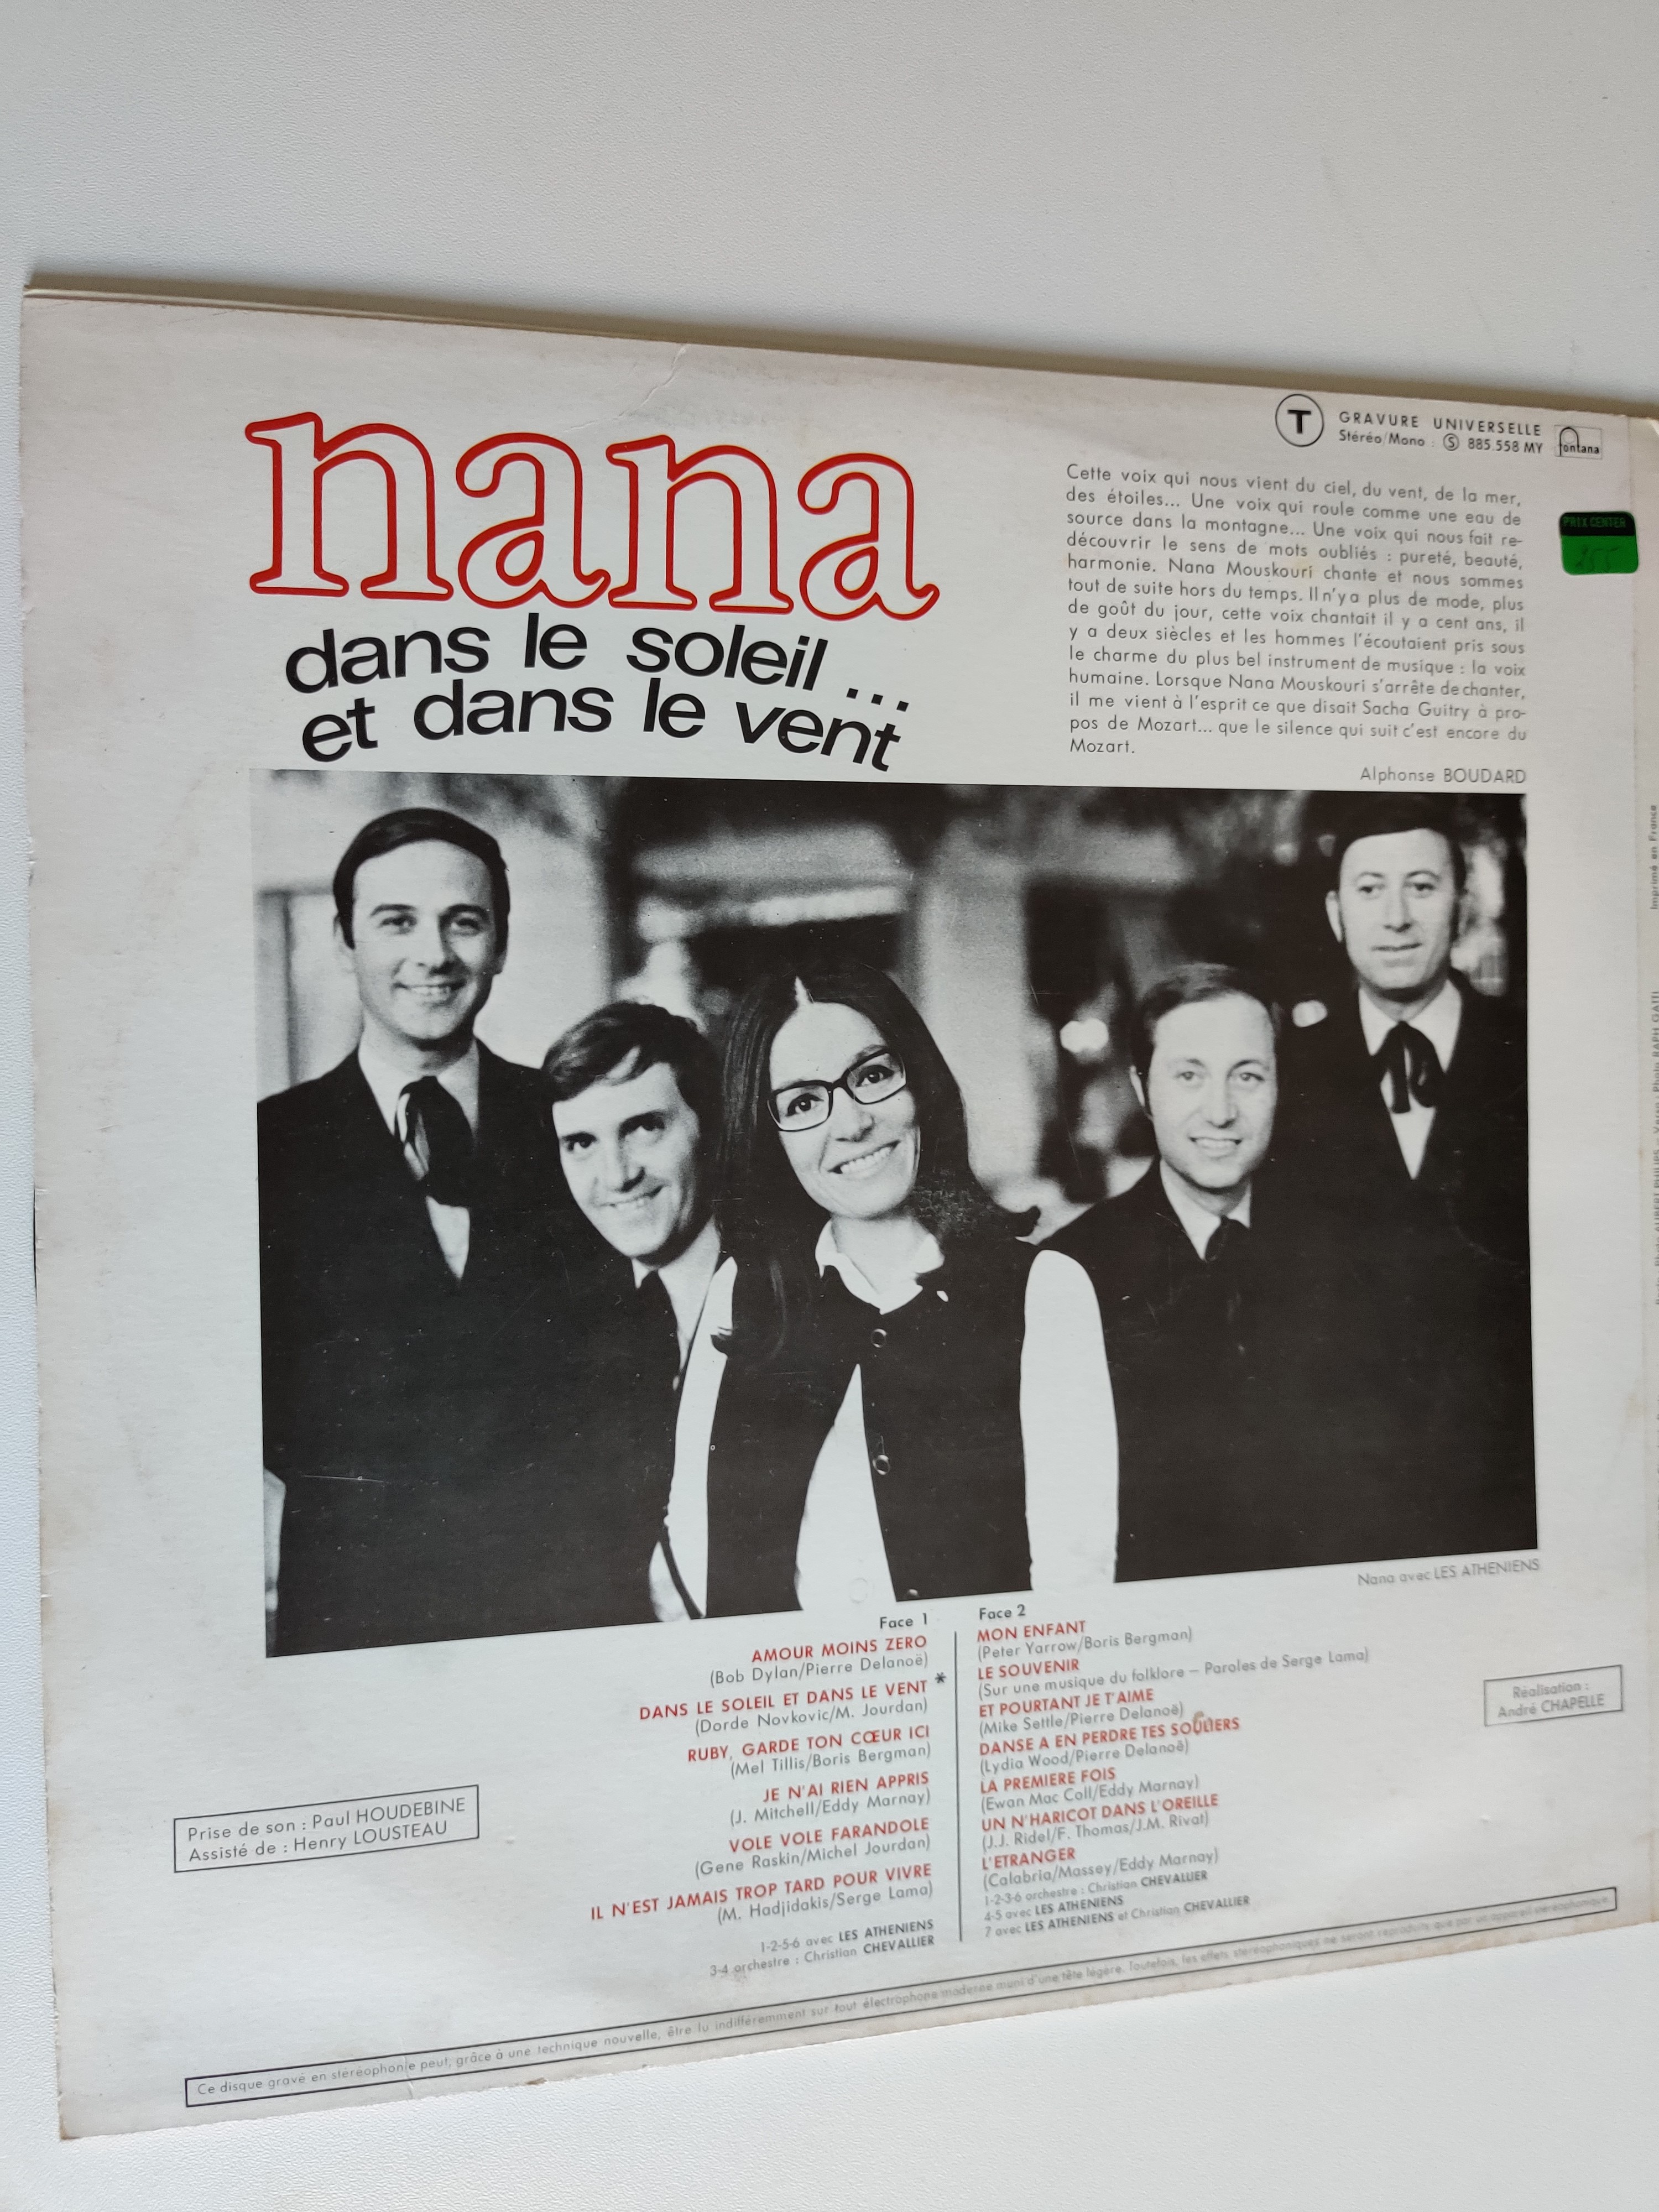 nana
dans le soleil ...
et dans le vent
T
GRAVURE UNIVERSELLE
Stéréo/Mono : Ⓢ 885.558 MY
fontana
PRIX CENTER
Cette voix qui nous vient du ciel, du vent, de la mer,
des étoiles... Une voix qui roule comme une eau de
source dans la montagne... Une voix qui nous fait re-
découvrir le sens de mots oubliés : pureté, beauté,
harmonie. Nana Mouskouri chante et nous sommes
tout de suite hors du temps. Il n'y a plus de mode, plus
de goût du jour, cette voix chantait il y a cent ans, il
y a deux siècles et les hommes l'écoutaient pris sous
le charme du plus bel instrument de musique : la voix
humaine. Lorsque Nana Mouskouri s'arrête de chanter,
il me vient à l'esprit ce que disait Sacha Guitry à pro-
pos de Mozart... que le silence qui suit c'est encore du
Mozart.
Alphonse BOUDARD
Imprimé en France
Nana avec LES ATHENIENS
Face 1
AMOUR MOINS ZERO
(Bob Dylan/Pierre Delanoë)
DANS LE SOLEIL ET DANS LE VENT *
(Dorde Novkovic/M. Jourdan)
RUBY, GARDE TON CŒUR ICI
(Mel Tillis/Boris Bergman)
JE N'AI RIEN APPRIS
(J. Mitchell/Eddy Marnay)
VOLE VOLE FARANDOLE
(Gene Raskin/Michel Jourdan)
IL N'EST JAMAIS TROP TARD POUR VIVRE
(M. Hadjidakis/Serge Lama)
1-2-5-6 avec LES ATHENIENS
3-4 orchestre : Christian CHEVALLIER
Face 2
MON ENFANT
(Peter Yarrow/Boris Bergman)
LE SOUVENIR
(Sur une musique du folklore – Paroles de Serge Lama)
ET POURTANT JE T'AIME
(Mike Settle/Pierre Delanoë)
DANSE A EN PERDRE TES SOULIERS
(Lydia Wood/Pierre Delanoë)
LA PREMIERE FOIS
(Ewan Mac Coll/Eddy Marnay)
UN N'HARICOT DANS L'OREILLE
(J.J. Ridel/F. Thomas/J.M. Rivat)
L'ETRANGER
(Calabria/Massey/Eddy Marnay)
1-2-3-6 orchestre : Christian CHEVALLIER
4-5 avec LES ATHENIENS
7 avec LES ATHENIENS et Christian CHEVALLIER
Réalisation :
André CHAPELLE
Prise de son : Paul HOUDEBINE
Assisté de : Henry LOUSTEAU
Ce disque gravé en stéréophonie peut, grâce à une technique nouvelle, être lu indifféremment sur tout électrophone moderne muni d'une tête légère. Toutefois, les effets stéréophoniques ne seront reproduits que par un appareil stéréophonique.